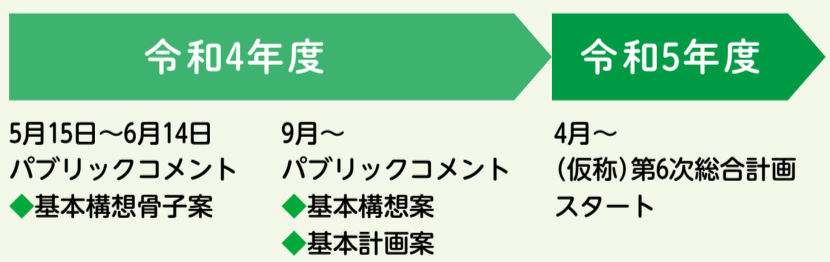 令和4年度
令和5年度
5月15日～6月14日
パブリックコメント
◆基本構想骨子案
9月～
パブリックコメント
◆基本構想案
◆基本計画案
4月～
(仮称)第6次総合計画
スタート